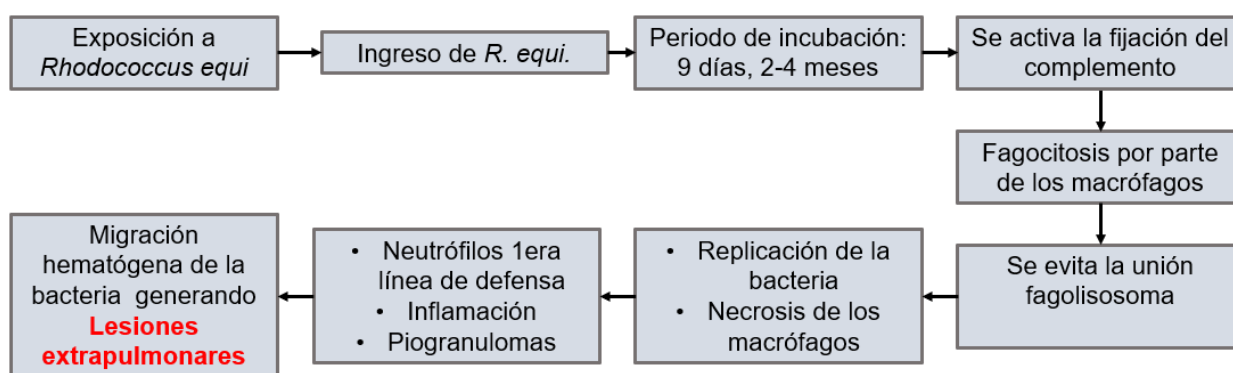 Exposición a
Rhodococcus equi
Ingreso de R. equi.
Periodo de incubación:
9 días, 2-4 meses
Se activa la fijación del
complemento
Fagocitosis por parte
de los macrófagos
Se evita la unión
fagolisosoma
• Replicación de la
bacteria
• Necrosis de los
macrófagos
• Neutrófilos 1era
línea de defensa
• Inflamación
• Piogranulomas
Migración
hematógena de la
bacteria generando
Lesiones
extrapulmonares